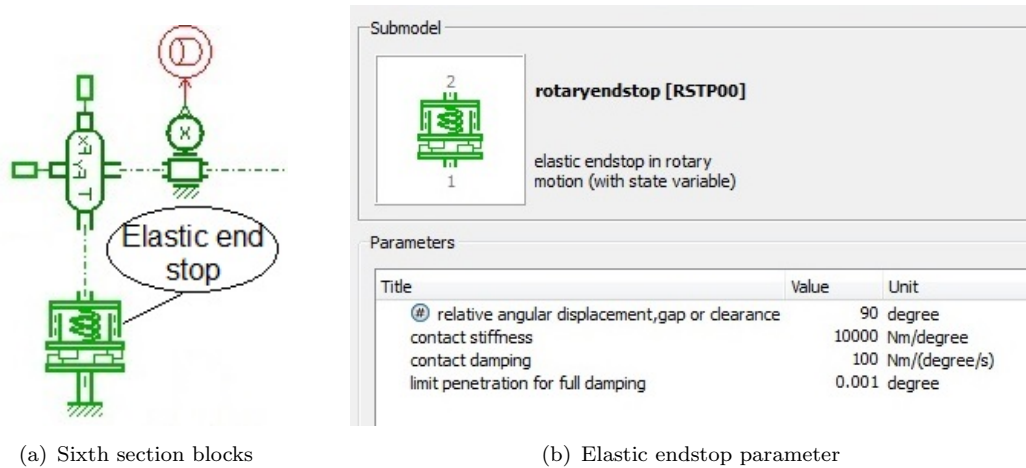 X
FX
FY
T
Elastic end
stop
Submodel
2
1
rotaryendstop [RSTP00]
elastic endstop in rotary
motion (with state variable)
Parameters
Title Value Unit
# relative angular displacement,gap or clearance 90 degree
contact stiffness 10000 Nm/degree
contact damping 100 Nm/(degree/s)
limit penetration for full damping 0.001 degree
(a) Sixth section blocks
(b) Elastic endstop parameter